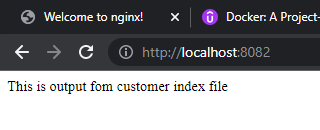 Welcome to nginx!
Docker: A Project-
http://localhost:8082
This is output fom customer index file